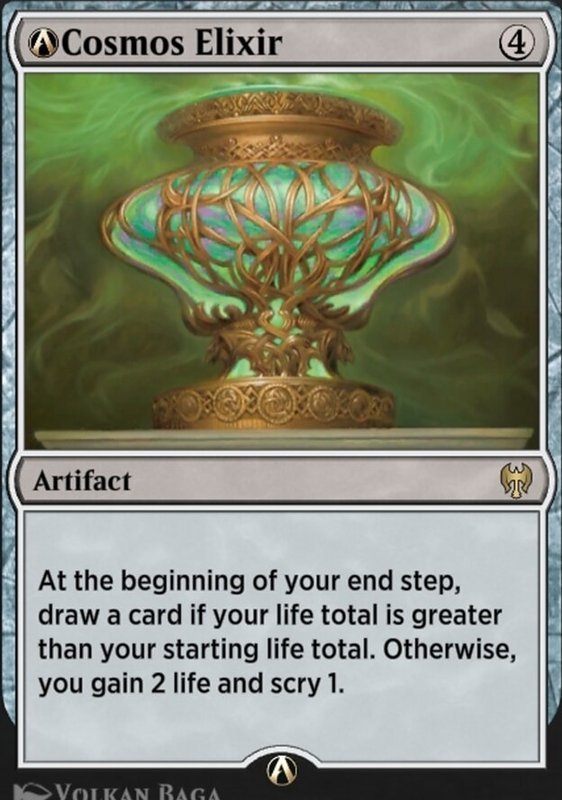 Cosmos Elixir 4
Artifact
At the beginning of your end step,
draw a card if your life total is greater
than your starting life total. Otherwise,
you gain 2 life and scry 1.
VOLKAN BAGA